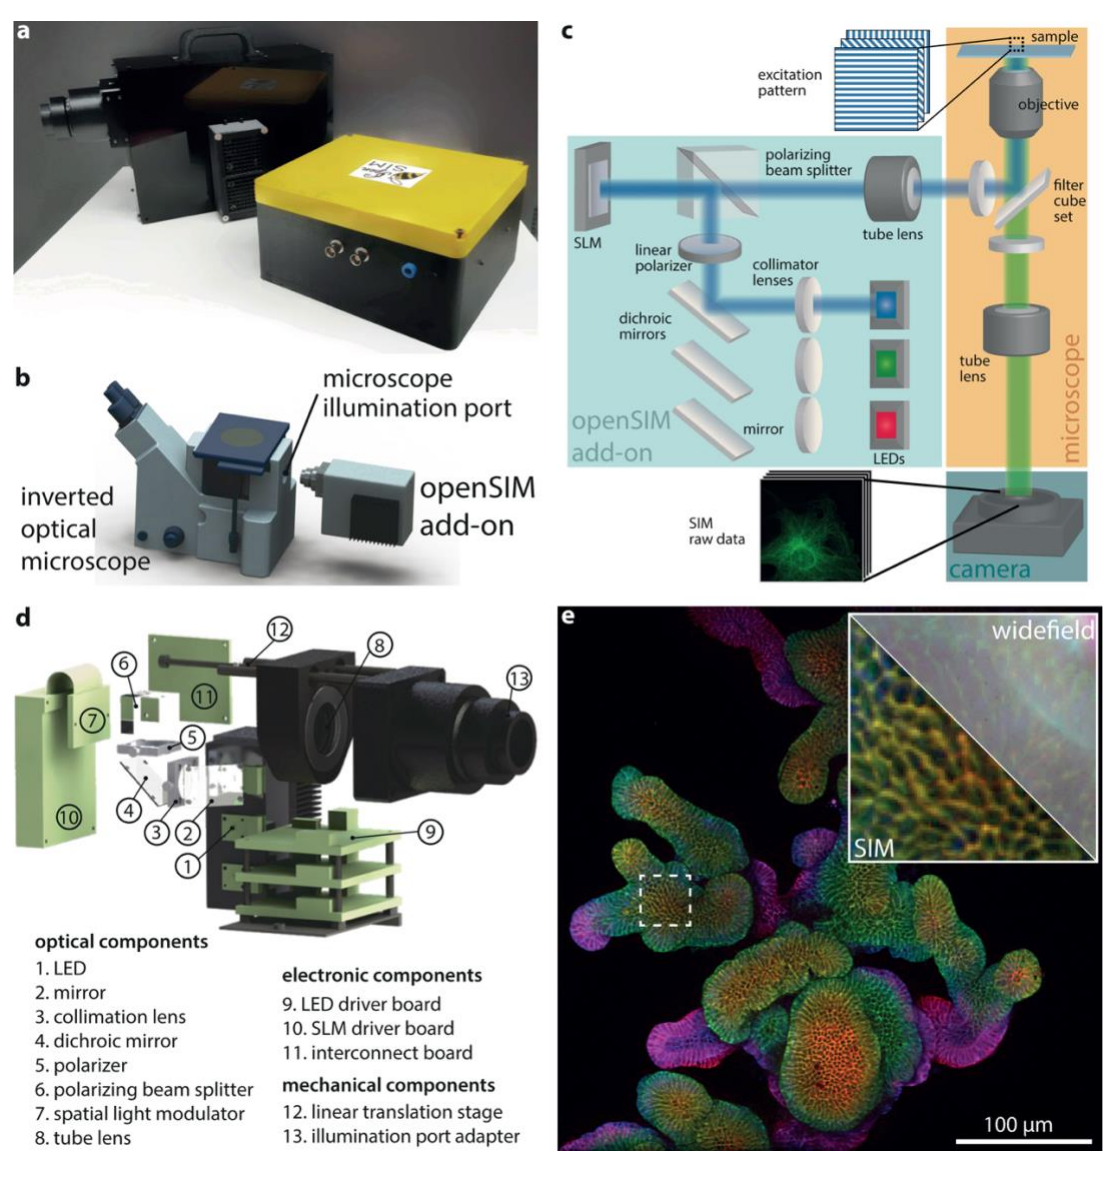 a
SIM
b
microscope
illumination port
inverted
optical
microscope
openSIM
add-on
c
excitation
pattern
sample
objective
polarizing
beam splitter
SLM
tube lens
filter
cube
set
linear
polarizer
collimator
lenses
dichroic
mirrors
tube
lens
mirror
openSIM
add-on
LEDs
microscope
SIM
raw data
camera
d
12
8
6
11
13
7
5
4
10
3
2
9
1
optical components
1. LED
2. mirror
3. collimation lens
4. dichroic mirror
5. polarizer
6. polarizing beam splitter
7. spatial light modulator
8. tube lens
electronic components
9. LED driver board
10. SLM driver board
11. interconnect board
mechanical components
12. linear translation stage
13. illumination port adapter
e
widefield
SIM
100 μm